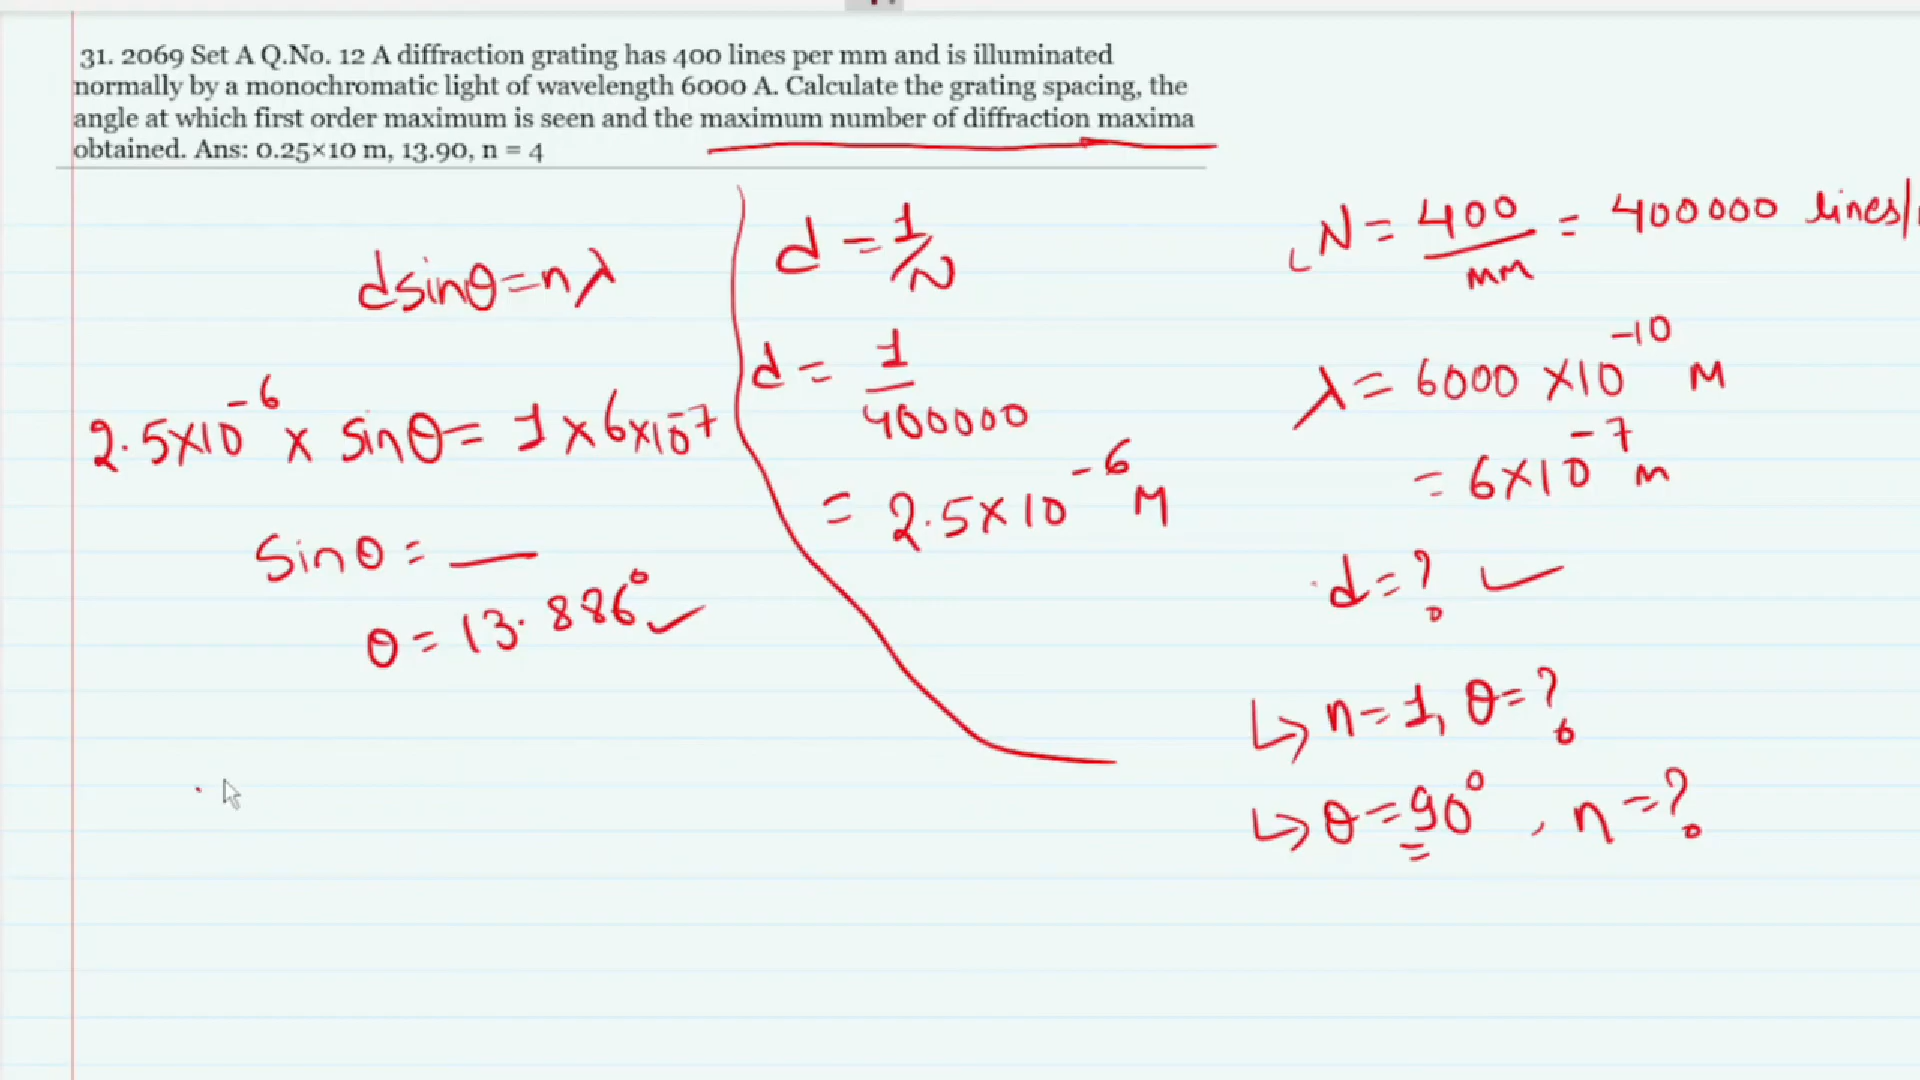 31. 2069 Set A Q.No. 12 A diffraction grating has 400 lines per mm and is illuminated
normally by a monochromatic light of wavelength 6000 A. Calculate the grating spacing, the
angle at which first order maximum is seen and the maximum number of diffraction maxima
obtained. Ans: 0.25×10 m, 13.90, n = 4
dsinθ=nλ
2.5×10⁻⁶ × sinθ= 1×6×10⁻⁷
Sinθ = —
θ = 13.886° ✓
d = 1/N
d = 1/400000
= 2.5×10⁻⁶ M
N = 400/mm = 400000 lines/
λ = 6000 ×10⁻¹⁰ M
= 6×10⁻⁷ m
d = ? ✓
↳ n=1, θ=?
↳ θ=90°, n=?